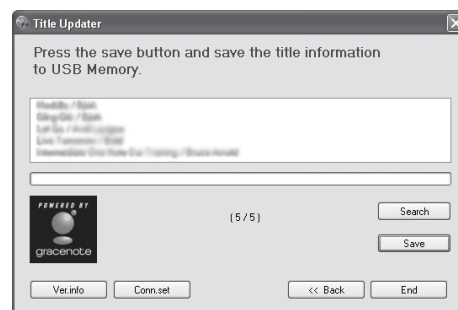 Title Updater
Press the save button and save the title information
to USB Memory.
POWERED BY
gracenote
(5/5)
Search
Save
Ver.info
Conn.set
<< Back
End